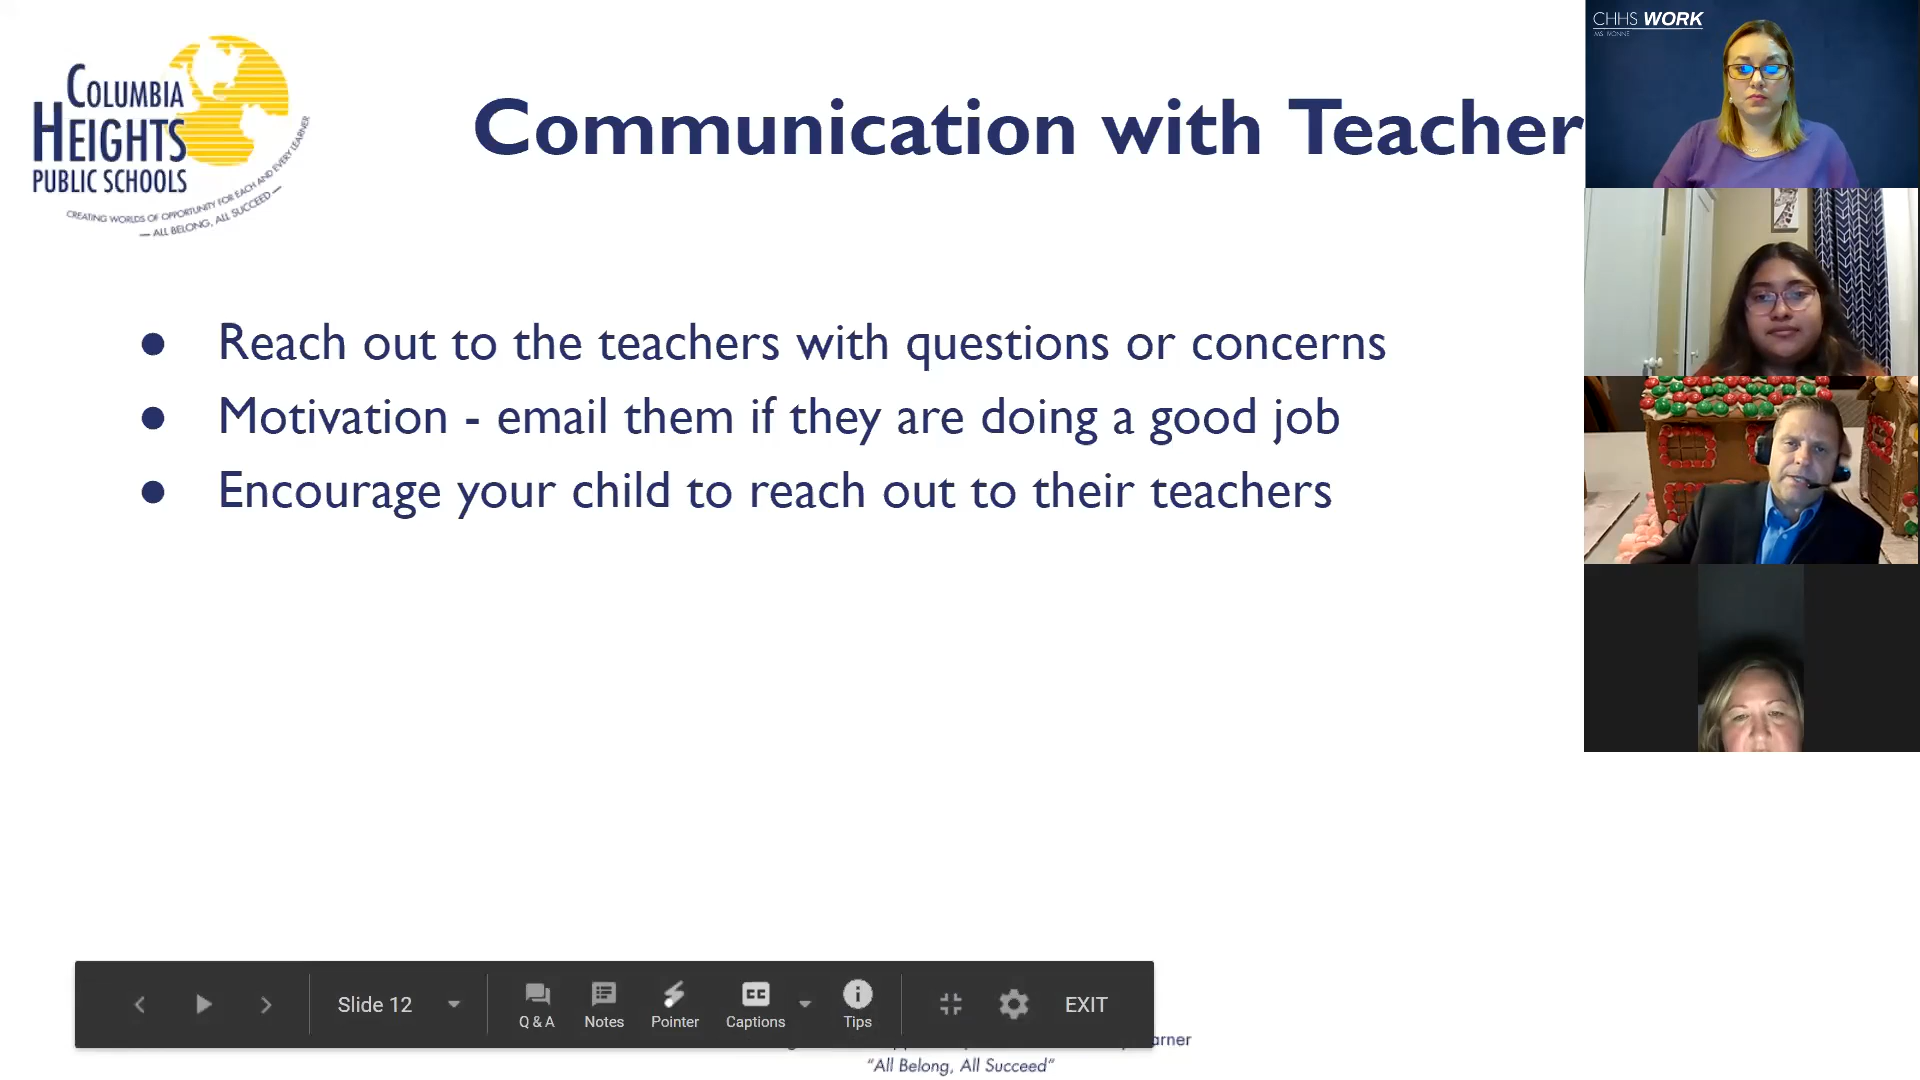 COLUMBIA
HEIGHTS
PUBLIC SCHOOLS
CREATING WORLDS OF OPPORTUNITY FOR EACH AND EVERY LEARNER
— ALL BELONG, ALL SUCCEED —
Communication with Teacher
CHHS WORK
● Reach out to the teachers with questions or concerns
● Motivation - email them if they are doing a good job
● Encourage your child to reach out to their teachers
Slide 12
Q & A
Notes
CC
Pointer
Captions
Tips
EXIT
arner
“All Belong, All Succeed”